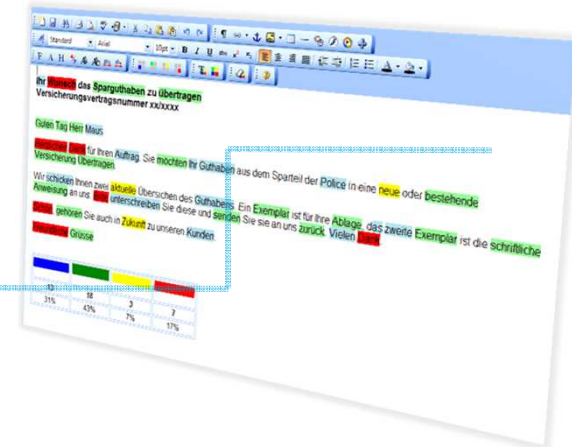 Standard Arial 10pt B I U
F A H
Ihr Wunsch das Sparguthaben zu übertragen
Versicherungsvertragsnummer xx/xxxx
Guten Tag Herr Maus
Herzlichen Dank für Ihren Auftrag. Sie möchten Ihr Guthaben aus dem Sparteil der Police in eine neue oder bestehende
Versicherung Übertragen.
Wir schicken Ihnen zwei aktuelle Übersichen des Guthabens. Ein Exemplar ist für Ihre Ablage, das zweite Exemplar ist die schriftliche
Anweisung an uns. Bitte unterschreiben Sie diese und senden Sie sie an uns zurück. Vielen Dank.
Schön, gehören Sie auch in Zukunft zu unseren Kunden.
Freundliche Grüsse
13 18 3 7
31% 43% 7% 17%